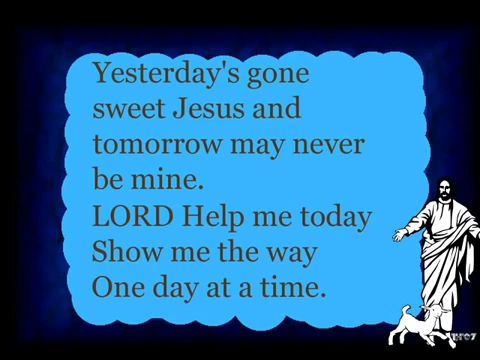 Yesterday's gone
sweet Jesus and
tomorrow may never
be mine.
LORD Help me today
Show me the way
One day at a time.